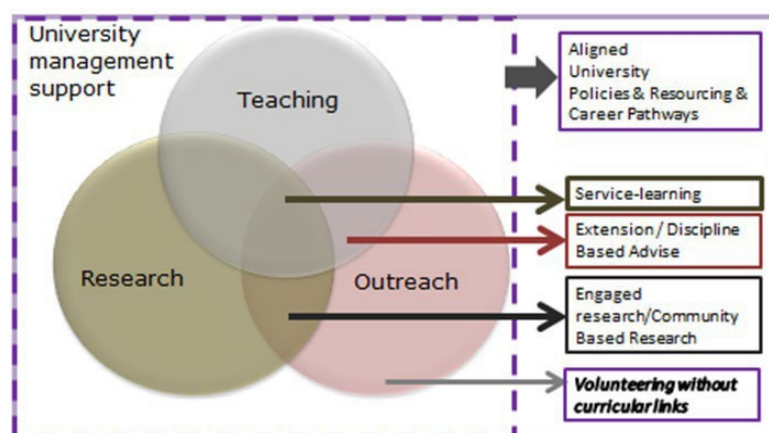 University
management
support
Teaching
Research
Outreach
Aligned
University
Policies & Resourcing &
Career Pathways
Service-learning
Extension / Discipline
Based Advise
Engaged
research/Community
Based Research
Volunteering without
curricular links